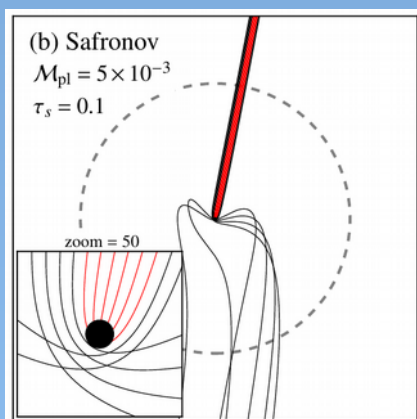 (b) Safronov
ℳpl = 5×10⁻³
τs = 0.1
zoom = 50